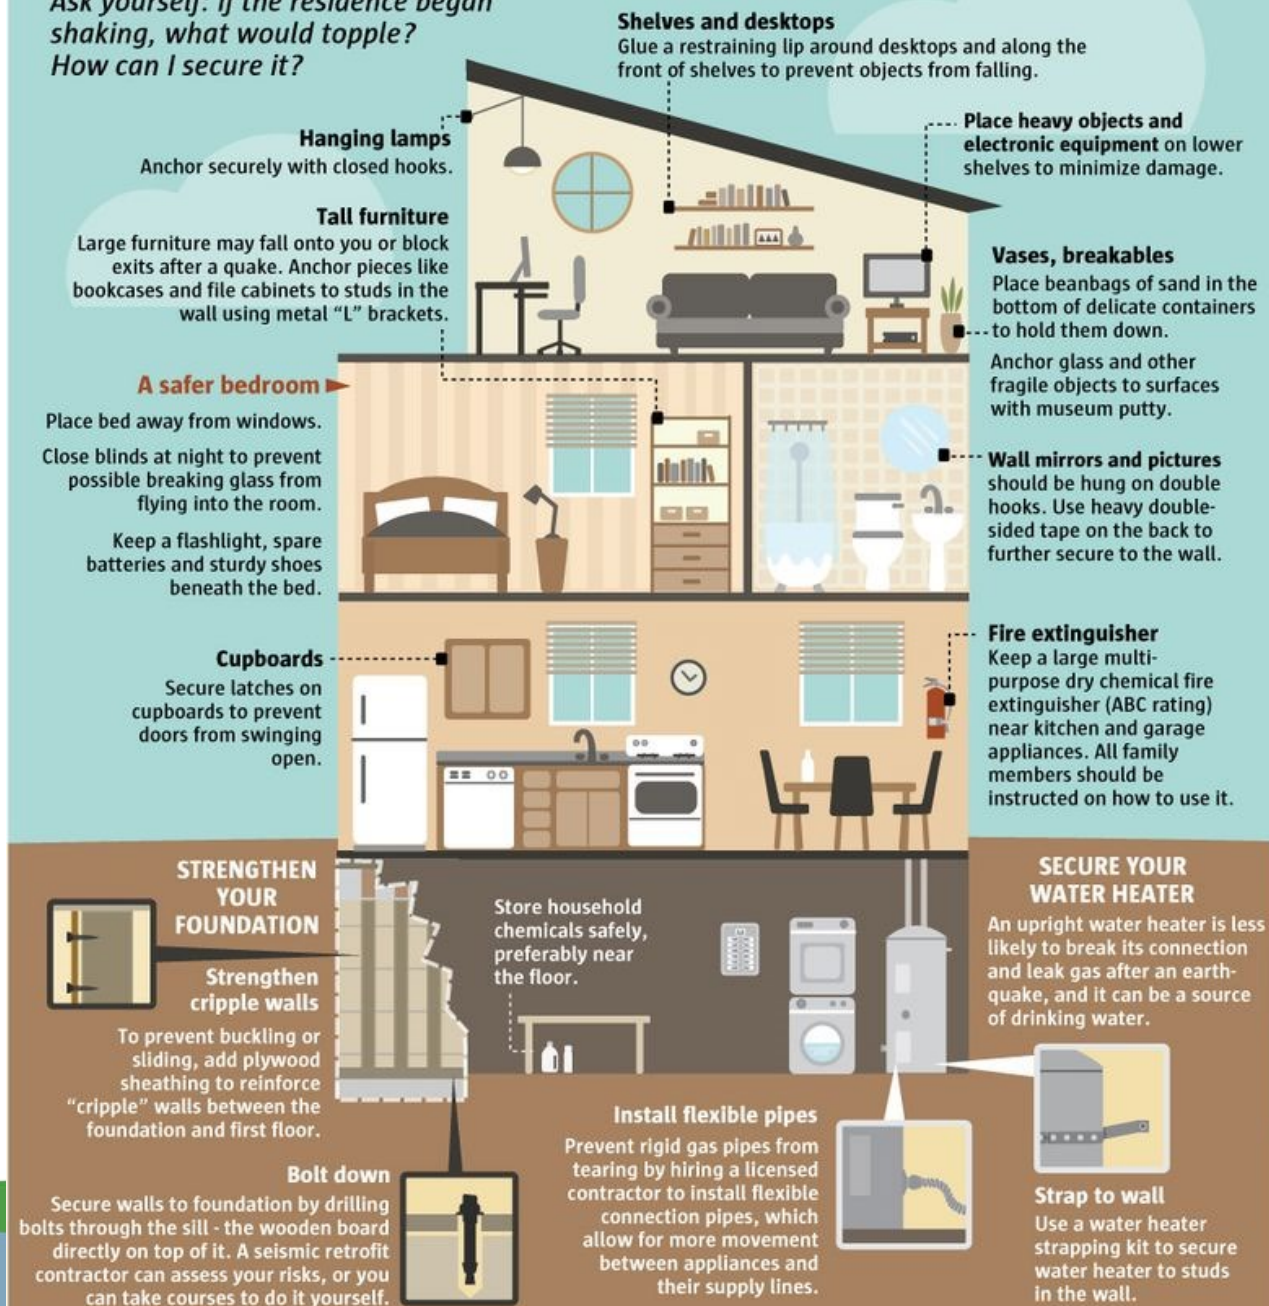 Ask yourself: If the residence began
shaking, what would topple?
How can I secure it?
Shelves and desktops
Glue a restraining lip around desktops and along the
front of shelves to prevent objects from falling.
Hanging lamps
Anchor securely with closed hooks.
Place heavy objects and
electronic equipment on lower
shelves to minimize damage.
Tall furniture
Large furniture may fall onto you or block
exits after a quake. Anchor pieces like
bookcases and file cabinets to studs in the
wall using metal “L” brackets.
Vases, breakables
Place beanbags of sand in the
bottom of delicate containers
to hold them down.
Anchor glass and other
fragile objects to surfaces
with museum putty.
A safer bedroom
Place bed away from windows.
Close blinds at night to prevent
possible breaking glass from
flying into the room.
Keep a flashlight, spare
batteries and sturdy shoes
beneath the bed.
Wall mirrors and pictures
should be hung on double
hooks. Use heavy double-
sided tape on the back to
further secure to the wall.
Cupboards
Secure latches on
cupboards to prevent
doors from swinging
open.
Fire extinguisher
Keep a large multi-
purpose dry chemical fire
extinguisher (ABC rating)
near kitchen and garage
appliances. All family
members should be
instructed on how to use it.
STRENGTHEN
YOUR
FOUNDATION
Strengthen
cripple walls
To prevent buckling or
sliding, add plywood
sheathing to reinforce
“cripple” walls between the
foundation and first floor.
Bolt down
Secure walls to foundation by drilling
bolts through the sill - the wooden board
directly on top of it. A seismic retrofit
contractor can assess your risks, or you
can take courses to do it yourself.
Store household
chemicals safely,
preferably near
the floor.
Install flexible pipes
Prevent rigid gas pipes from
tearing by hiring a licensed
contractor to install flexible
connection pipes, which
allow for more movement
between appliances and
their supply lines.
SECURE YOUR
WATER HEATER
An upright water heater is less
likely to break its connection
and leak gas after an earth-
quake, and it can be a source
of drinking water.
Strap to wall
Use a water heater
strapping kit to secure
water heater to studs
in the wall.